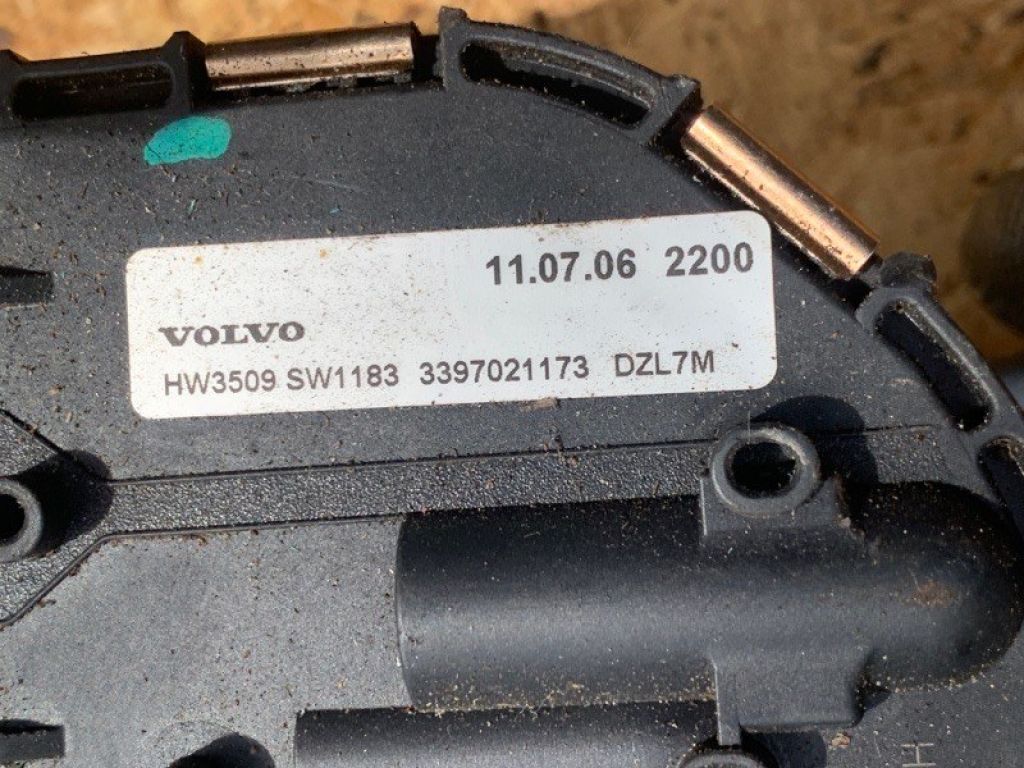 11.07.06 2200
VOLVO
HW3509 SW1183 3397021173 DZL7M
H